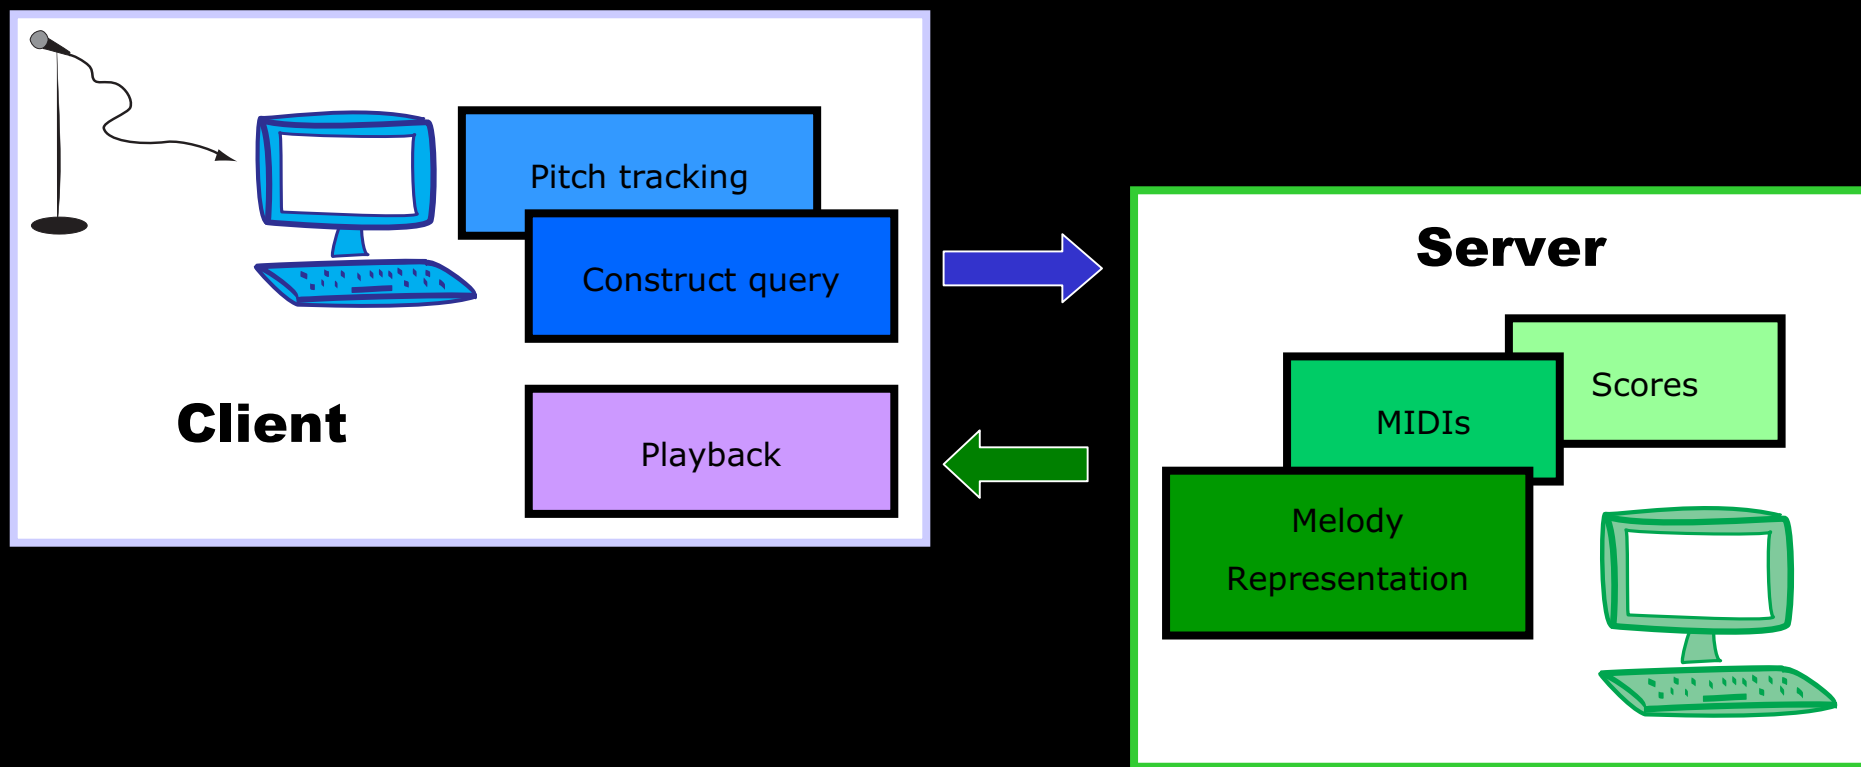 Pitch tracking
Construct query
Client
Playback
Server
Scores
MIDIs
Melody
Representation